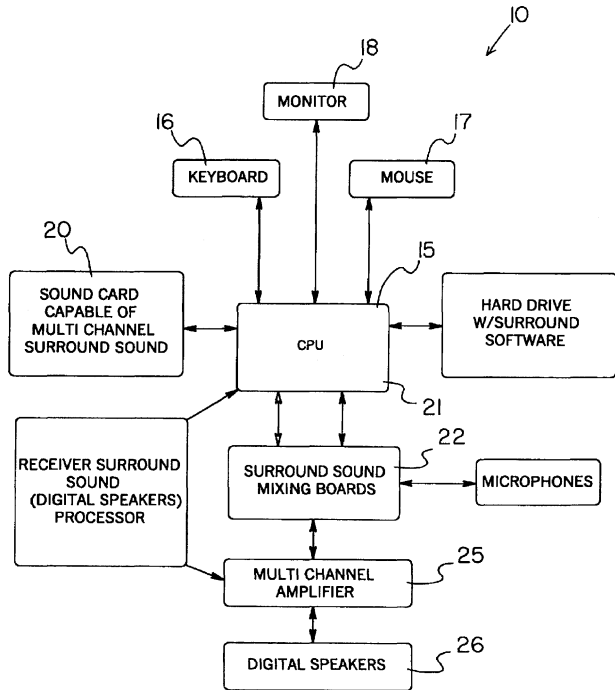 10
18
MONITOR
16
KEYBOARD
17
MOUSE
20
SOUND CARD
CAPABLE OF
MULTI CHANNEL
SURROUND SOUND
15
CPU
HARD DRIVE
W/SURROUND
SOFTWARE
21
RECEIVER SURROUND
SOUND
(DIGITAL SPEAKERS)
PROCESSOR
22
SURROUND SOUND
MIXING BOARDS
MICROPHONES
25
MULTI CHANNEL
AMPLIFIER
DIGITAL SPEAKERS
26